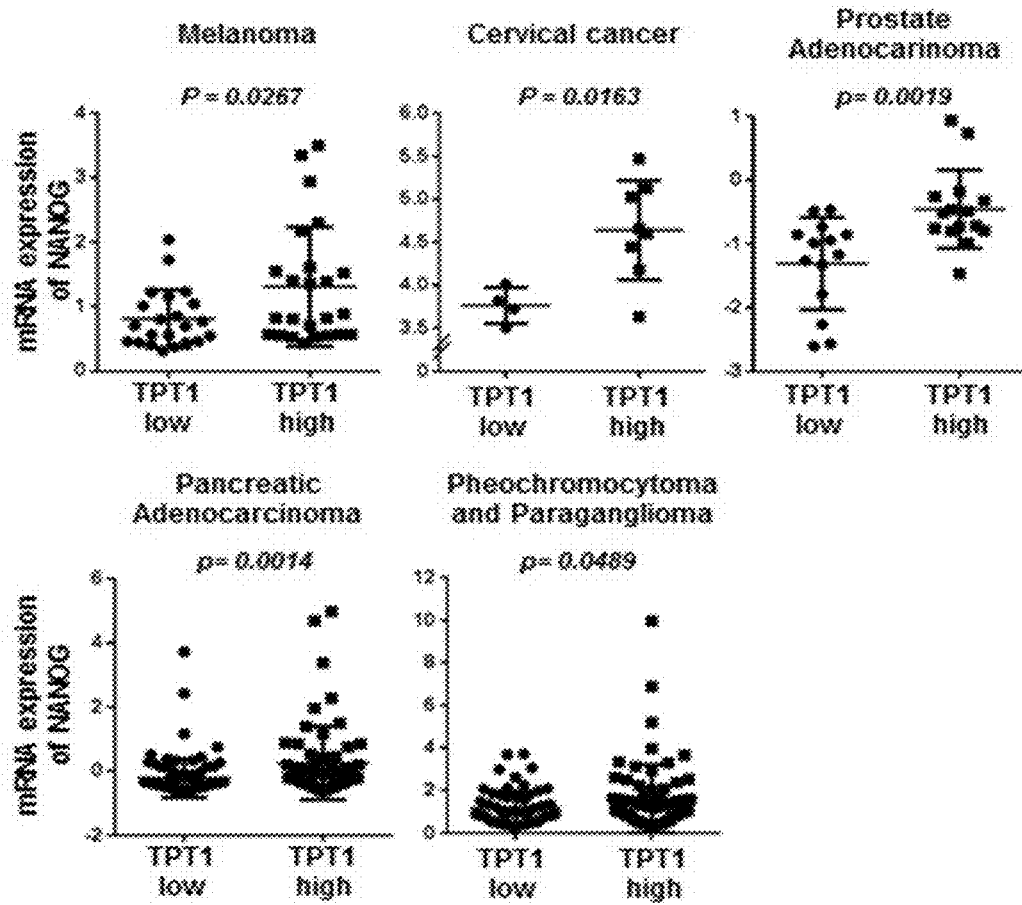 Melanoma
P = 0.0267
mRNA expression
of NANOG
4
3
2
1
0
TPT1
low
TPT1
high
Cervical cancer
P = 0.0163
6.0
5.5
5.0
4.5
4.0
3.5
0
TPT1
low
TPT1
high
Prostate
Adenocarinoma
p= 0.0019
1
0
-1
-2
-3
TPT1
low
TPT1
high
Pancreatic
Adenocarcinoma
p= 0.0014
mRNA expression
of NANOG
6
4
2
0
-2
TPT1
low
TPT1
high
Pheochromocytoma
and Paraganglioma
p= 0.0489
12
10
8
6
4
2
0
TPT1
low
TPT1
high